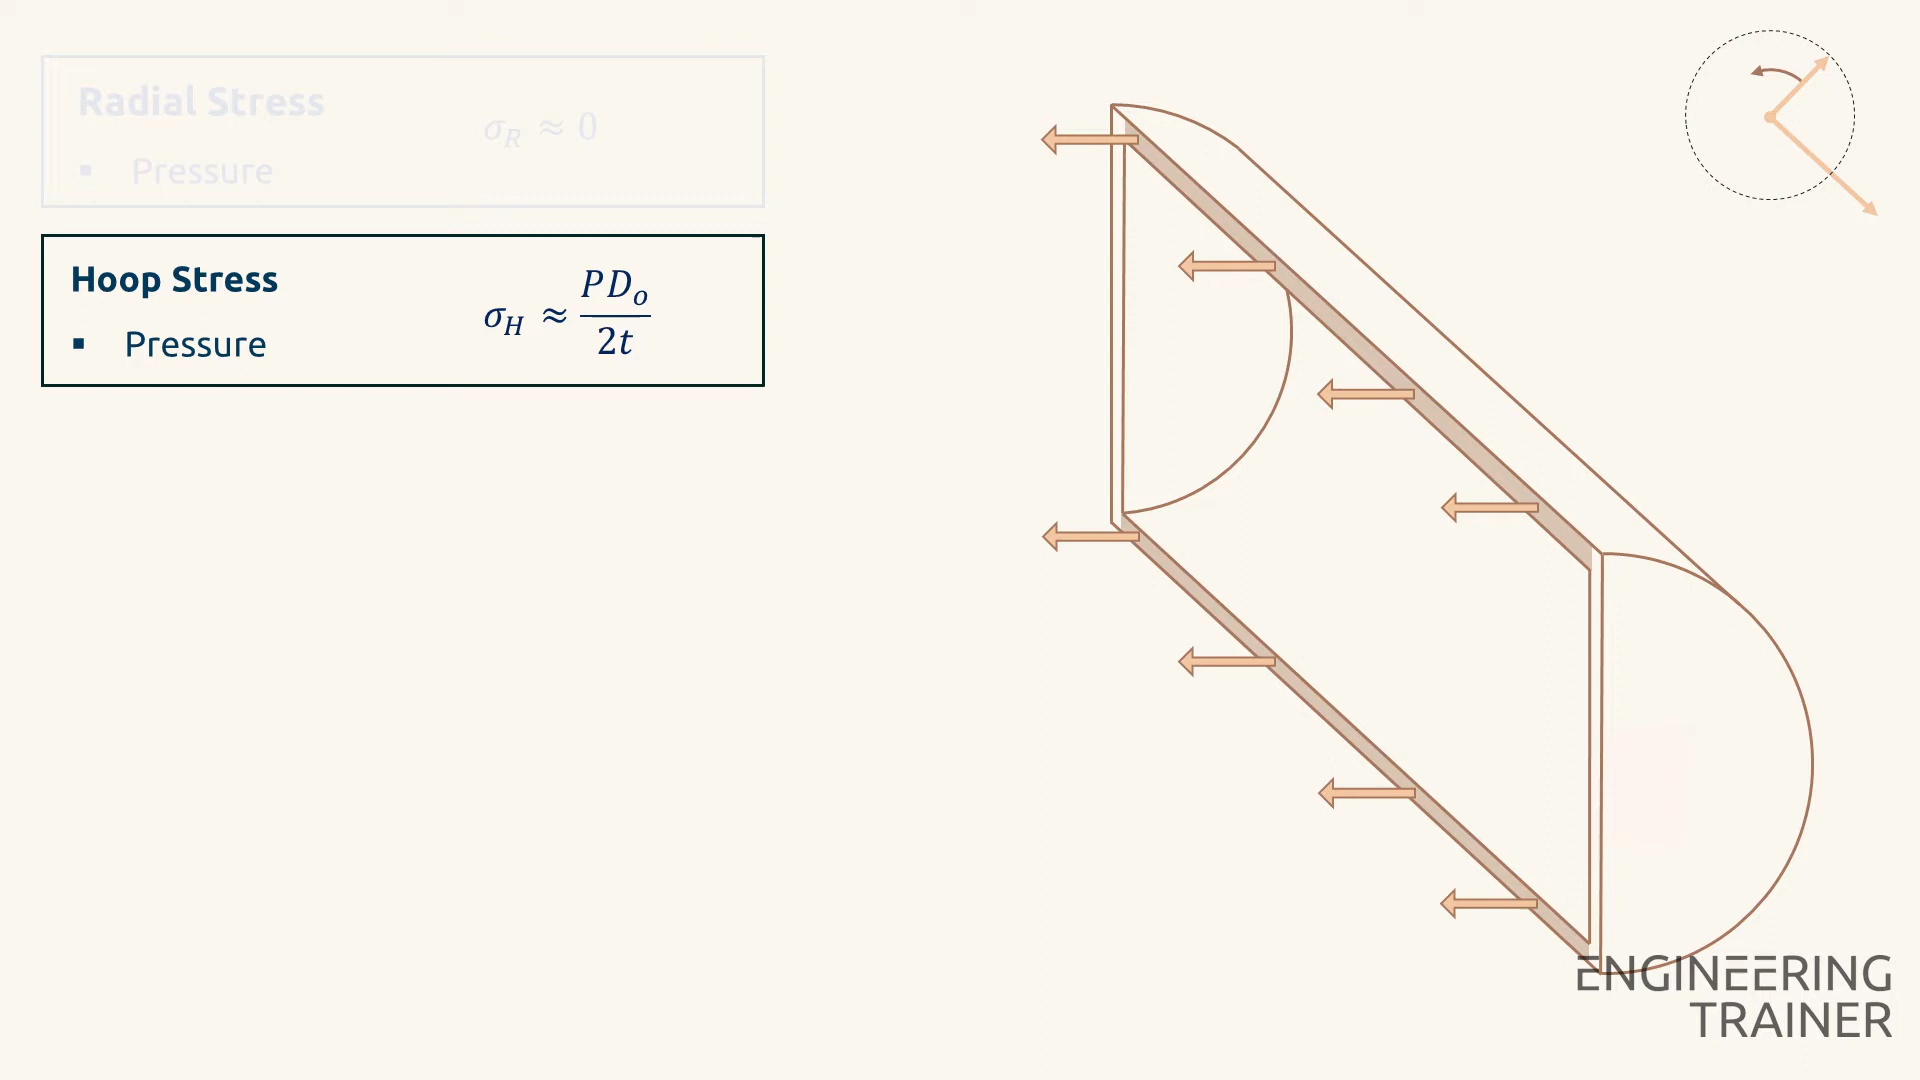 Radial Stress
σ_R ≈ 0
▪ Pressure
Hoop Stress
σ_H ≈ PD_o / 2t
▪ Pressure
ENGINEERING
TRAINER